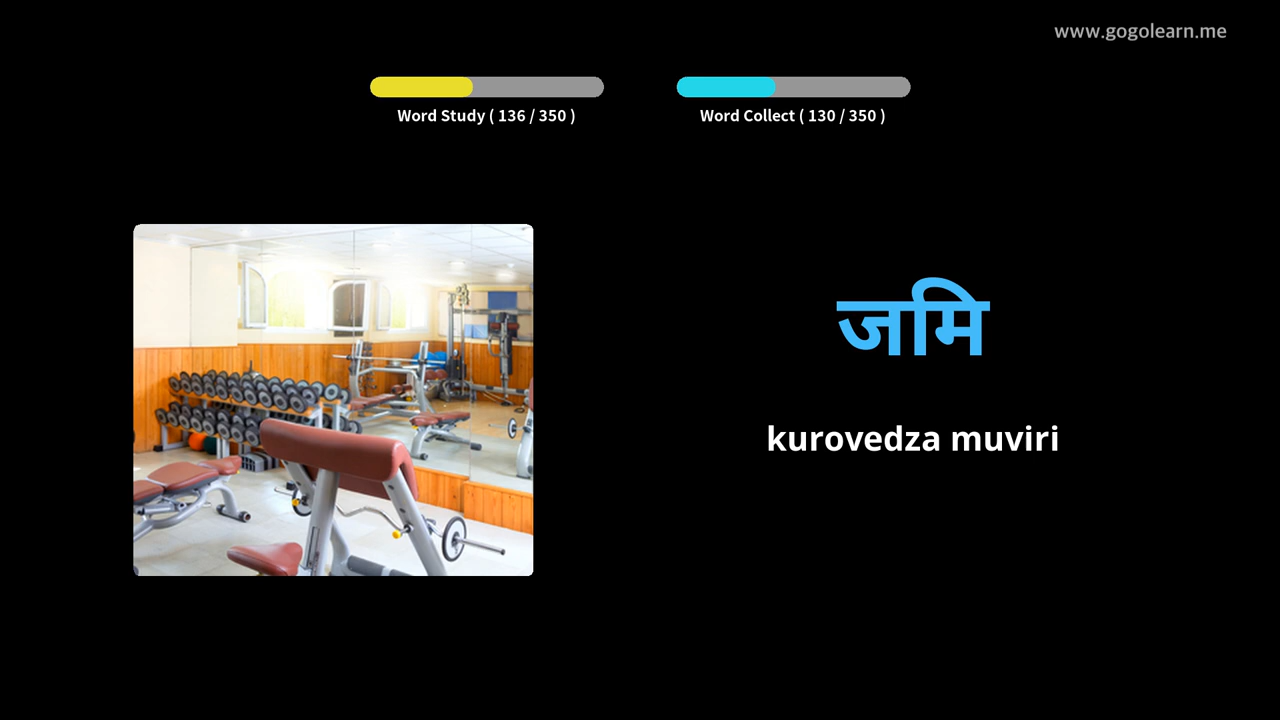 www.gogolearn.me
Word Study ( 136 / 350 )
Word Collect ( 130 / 350 )
जमि
kurovedza muviri